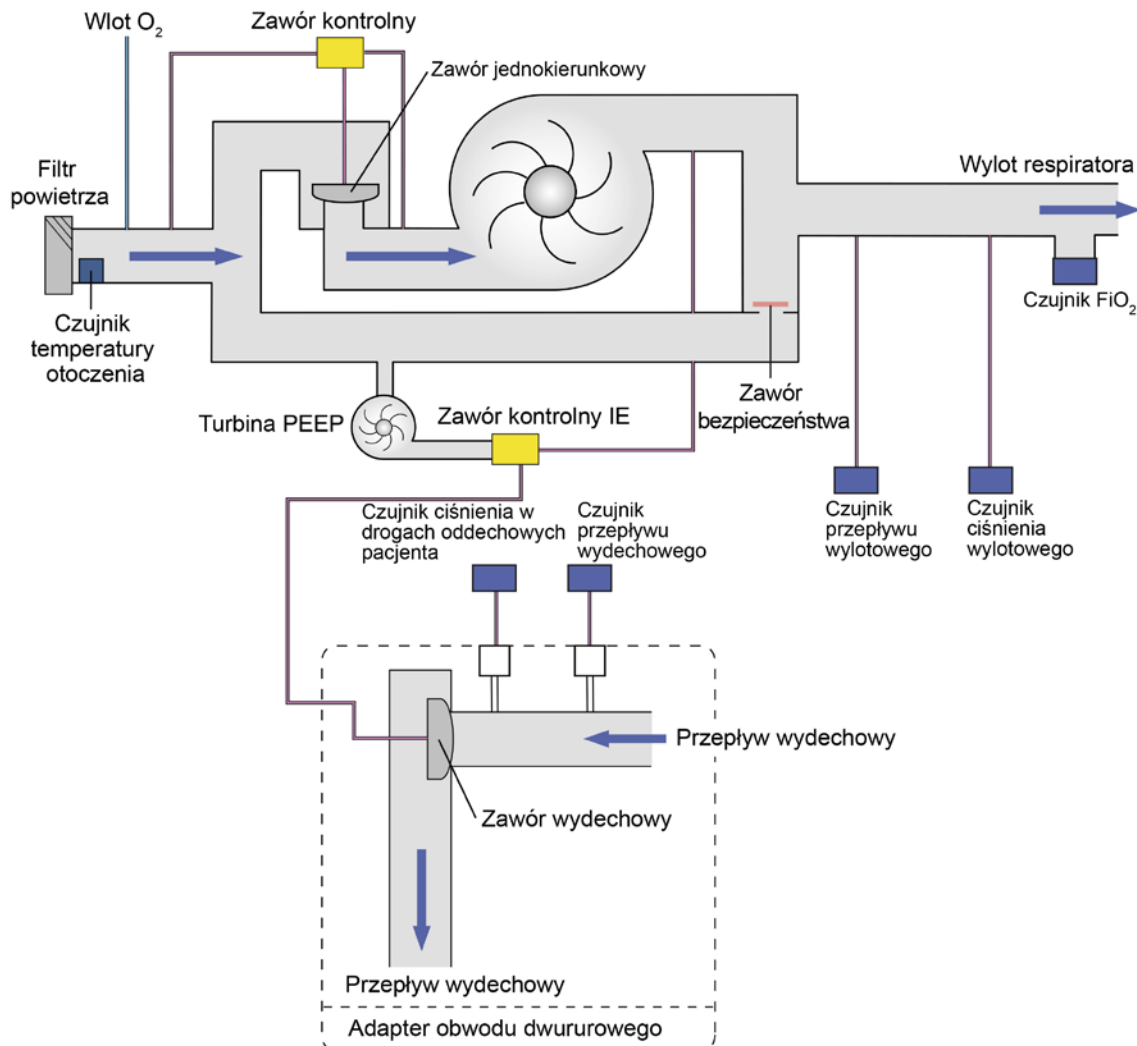 Wlot O₂
Zawór kontrolny
Zawór jednokierunkowy
Filtr
powietrza
Wylot respiratora
Czujnik
temperatury
otoczenia
Czujnik FiO₂
Turbina PEEP
Zawór kontrolny IE
Zawór
bezpieczeństwa
Czujnik ciśnienia w
drogach oddechowych
pacjenta
Czujnik
przepływu
wydechowego
Czujnik
przepływu
wylotowego
Czujnik
ciśnienia
wylotowego
Przepływ wydechowy
Zawór wydechowy
Przepływ wydechowy
Adapter obwodu dwururowego